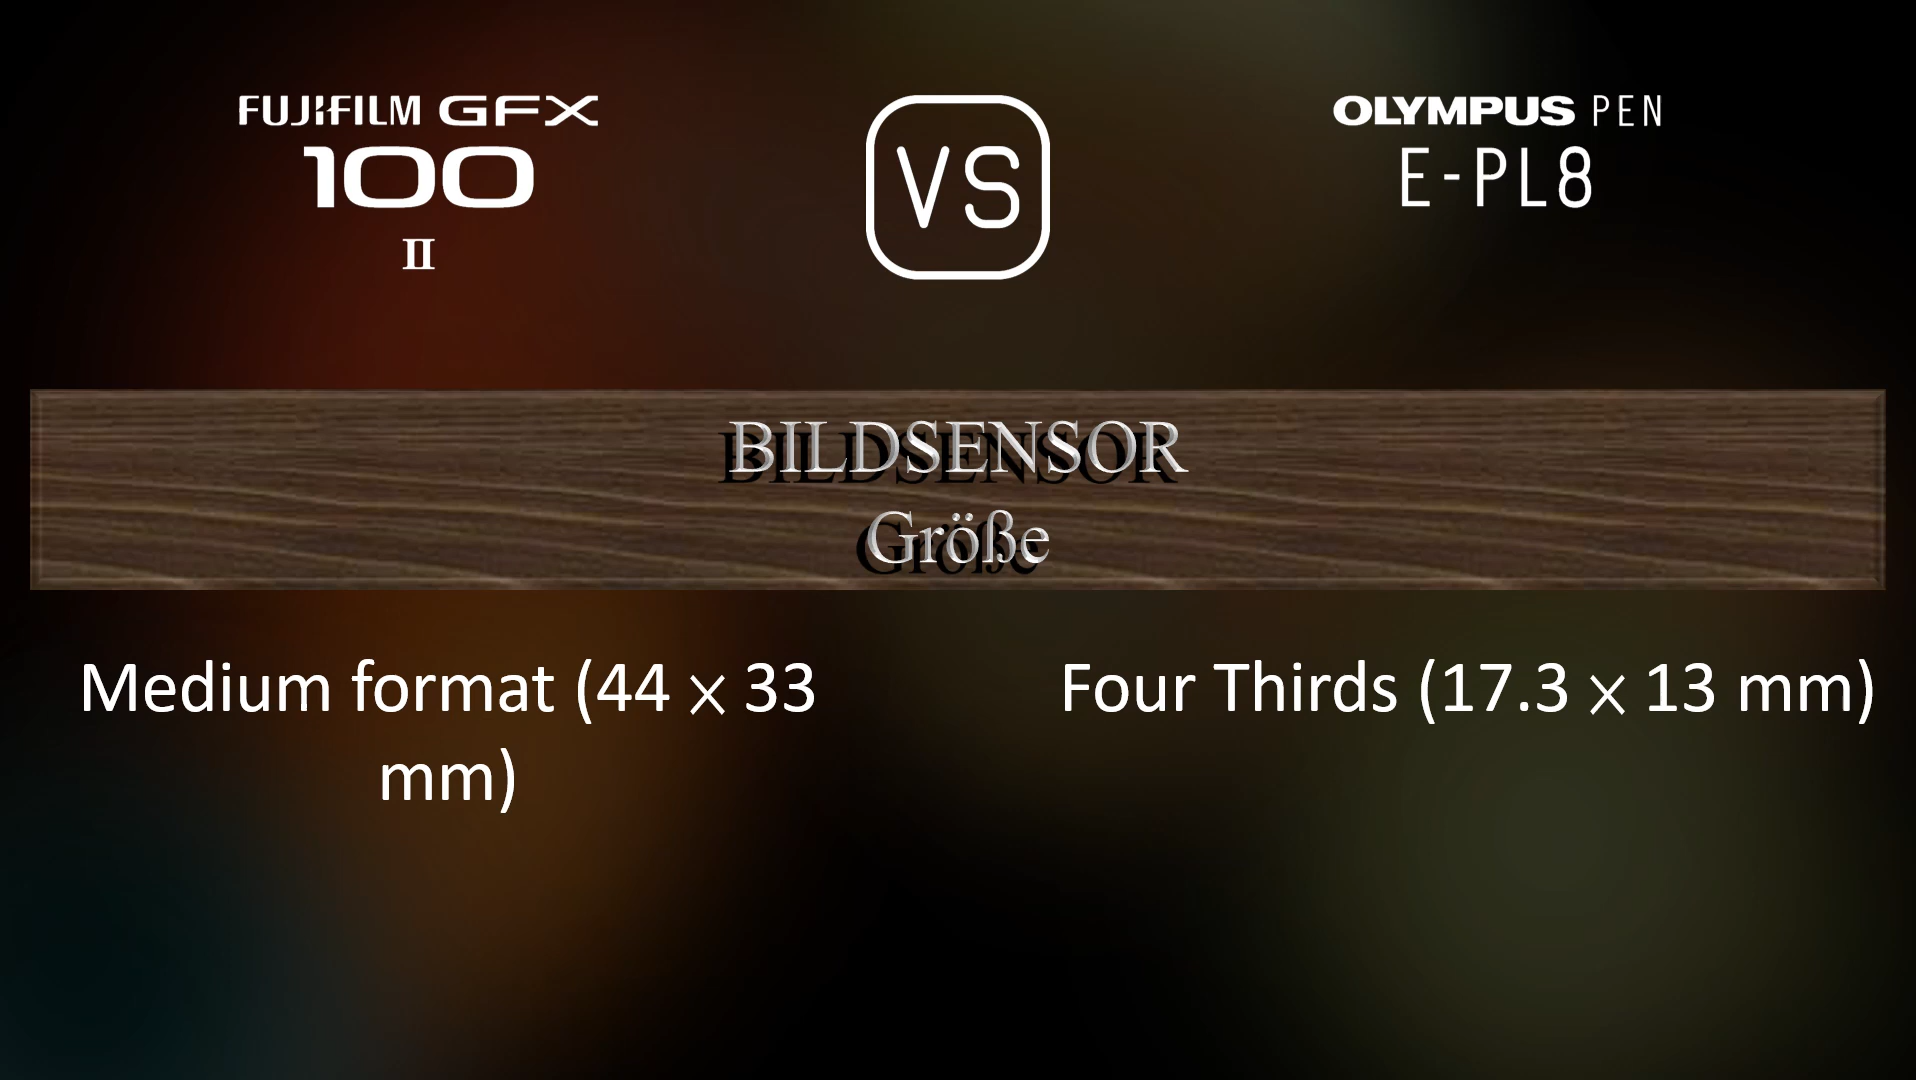 FUJIFILM GFX
100
II
VS
OLYMPUS PEN
E-PL8
BILDSENSOR
Größe
Medium format (44 x 33
mm)
Four Thirds (17.3 x 13 mm)